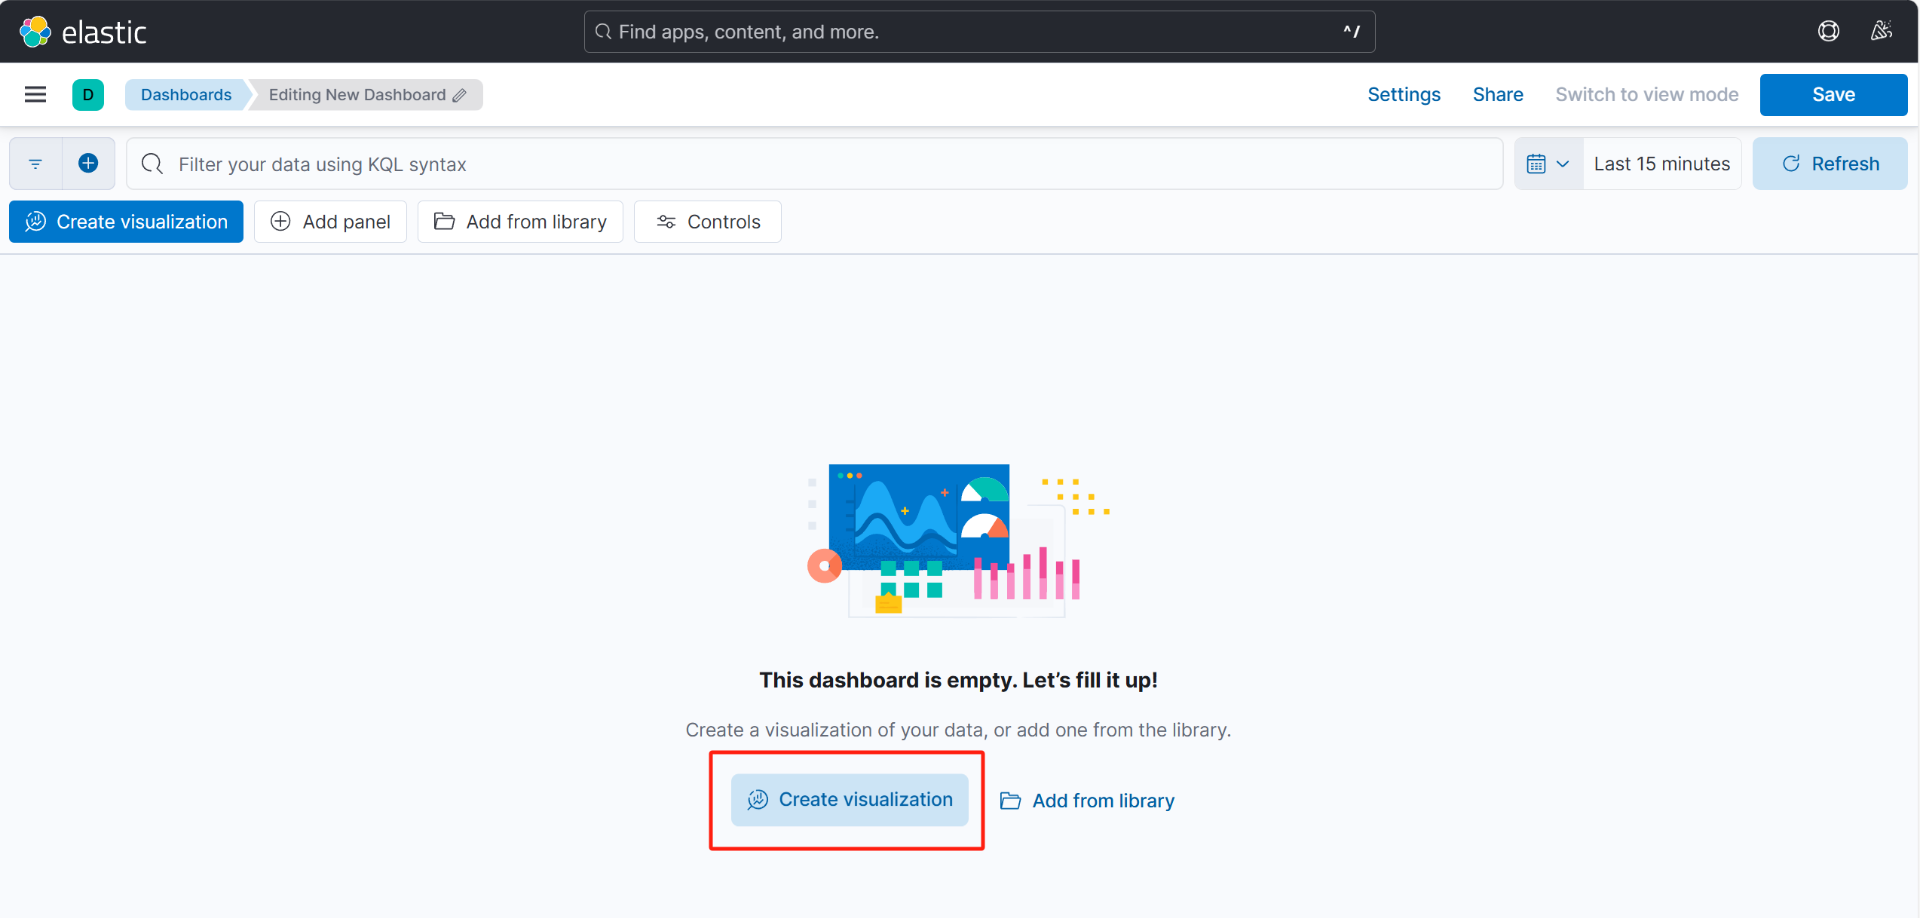 elastic
Find apps, content, and more.
^/
D
Dashboards
Editing New Dashboard
Settings
Share
Switch to view mode
Save
Filter your data using KQL syntax
Last 15 minutes
Refresh
Create visualization
Add panel
Add from library
Controls
This dashboard is empty. Let’s fill it up!
Create a visualization of your data, or add one from the library.
Create visualization
Add from library